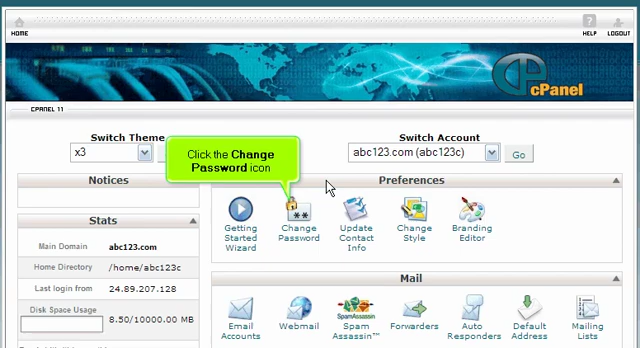 HOME
HELP
LOGOUT
cPanel
CPANEL 11
Switch Theme
x3
Switch Account
abc123.com (abc123c)
Go
Click the Change
Password icon
Notices
Stats
Main Domain abc123.com
Home Directory /home/abc123c
Last login from 24.89.207.128
Disk Space Usage
8.50/10000.00 MB
Preferences
Getting
Started
Wizard
Change
Password
Update
Contact
Info
Change
Style
Branding
Editor
Mail
Email
Accounts
Webmail
SpamAssassin
Spam
Assassin™
Forwarders
Auto
Responders
Default
Address
Mailing
Lists